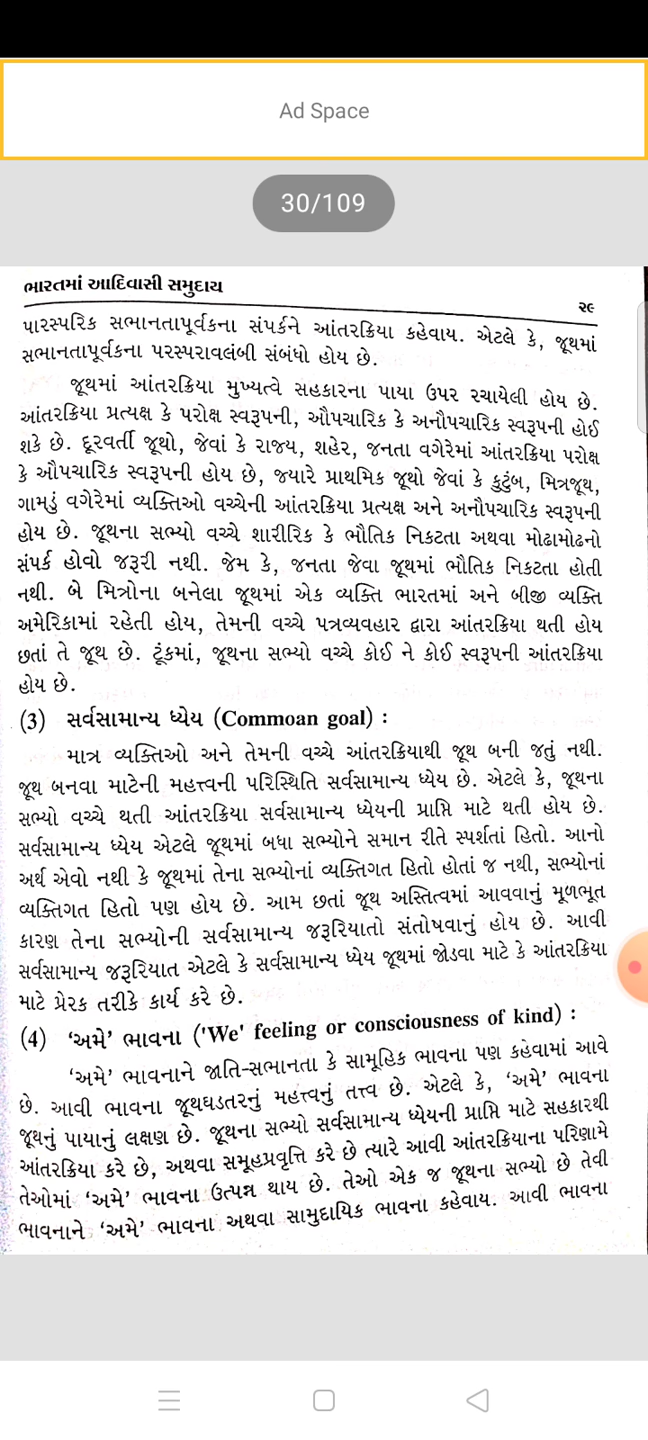 Ad Space
30/109
ભારતમાં આદિવાસી સમુદાય
૨૯
પારસ્પરિક સભાનતાપૂર્વકના સંપર્કને આંતરક્રિયા કહેવાય. એટલે કે, જૂથમાં
સભાનતાપૂર્વકના પરસ્પરાવલંબી સંબંધો હોય છે.
જૂથમાં આંતરક્રિયા મુખ્યત્વે સહકારના પાયા ઉપર રચાયેલી હોય છે.
આંતરક્રિયા પ્રત્યક્ષ કે પરોક્ષ સ્વરૂપની, ઔપચારિક કે અનૌપચારિક સ્વરૂપની હોઈ
શકે છે. દૂરવર્તી જૂથો, જેવાં કે રાજ્ય, શહેર, જનતા વગેરેમાં આંતરક્રિયા પરોક્ષ
કે ઔપચારિક સ્વરૂપની હોય છે, જ્યારે પ્રાથમિક જૂથો જેવાં કે કુટુંબ, મિત્રજૂથ,
ગામડું વગેરેમાં વ્યક્તિઓ વચ્ચેની આંતરક્રિયા પ્રત્યક્ષ અને અનૌપચારિક સ્વરૂપની
હોય છે. જૂથના સભ્યો વચ્ચે શારીરિક કે ભૌતિક નિકટતા અથવા મોઢામોઢનો
સંપર્ક હોવો જરૂરી નથી. જેમ કે, જનતા જેવા જૂથમાં ભૌતિક નિકટતા હોતી
નથી. બે મિત્રોના બનેલા જૂથમાં એક વ્યક્તિ ભારતમાં અને બીજી વ્યક્તિ
અમેરિકામાં રહેતી હોય, તેમની વચ્ચે પત્રવ્યવહાર દ્વારા આંતરક્રિયા થતી હોય
છતાં તે જૂથ છે. ટૂંકમાં, જૂથના સભ્યો વચ્ચે કોઈ ને કોઈ સ્વરૂપની આંતરક્રિયા
હોય છે.
(3) સર્વસામાન્ય ધ્યેય (Commoan goal) :
માત્ર વ્યક્તિઓ અને તેમની વચ્ચે આંતરક્રિયાથી જૂથ બની જતું નથી.
જૂથ બનવા માટેની મહત્ત્વની પરિસ્થિતિ સર્વસામાન્ય ધ્યેય છે. એટલે કે, જૂથના
સભ્યો વચ્ચે થતી આંતરક્રિયા સર્વસામાન્ય ધ્યેયની પ્રાપ્તિ માટે થતી હોય છે.
સર્વસામાન્ય ધ્યેય એટલે જૂથમાં બધા સભ્યોને સમાન રીતે સ્પર્શતાં હિતો. આનો
અર્થ એવો નથી કે જૂથમાં તેના સભ્યોનાં વ્યક્તિગત હિતો હોતાં જ નથી, સભ્યોનાં
વ્યક્તિગત હિતો પણ હોય છે. આમ છતાં જૂથ અસ્તિત્વમાં આવવાનું મૂળભૂત
કારણ તેના સભ્યોની સર્વસામાન્ય જરૂરિયાતો સંતોષવાનું હોય છે. આવી
સર્વસામાન્ય જરૂરિયાત એટલે કે સર્વસામાન્ય ધ્યેય જૂથમાં જોડવા માટે કે આંતરક્રિયા
માટે પ્રેરક તરીકે કાર્ય કરે છે.
(4) ‘અમે’ ભાવના ('We' feeling or consciousness of kind) :
‘અમે’ ભાવનાને જાતિ-સભાનતા કે સામૂહિક ભાવના પણ કહેવામાં આવે
છે. આવી ભાવના જૂથઘડતરનું મહત્ત્વનું તત્ત્વ છે. એટલે કે, ‘અમે’ ભાવના
જૂથનું પાયાનું લક્ષણ છે. જૂથના સભ્યો સર્વસામાન્ય ધ્યેયની પ્રાપ્તિ માટે સહકારથી
આંતરક્રિયા કરે છે, અથવા સમૂહપ્રવૃત્તિ કરે છે ત્યારે આવી આંતરક્રિયાના પરિણામે
તેઓમાં ‘અમે’ ભાવના ઉત્પન્ન થાય છે. તેઓ એક જ જૂથના સભ્યો છે તેવી
ભાવનાને ‘અમે’ ભાવના અથવા સામુદાયિક ભાવના કહેવાય. આવી ભાવના